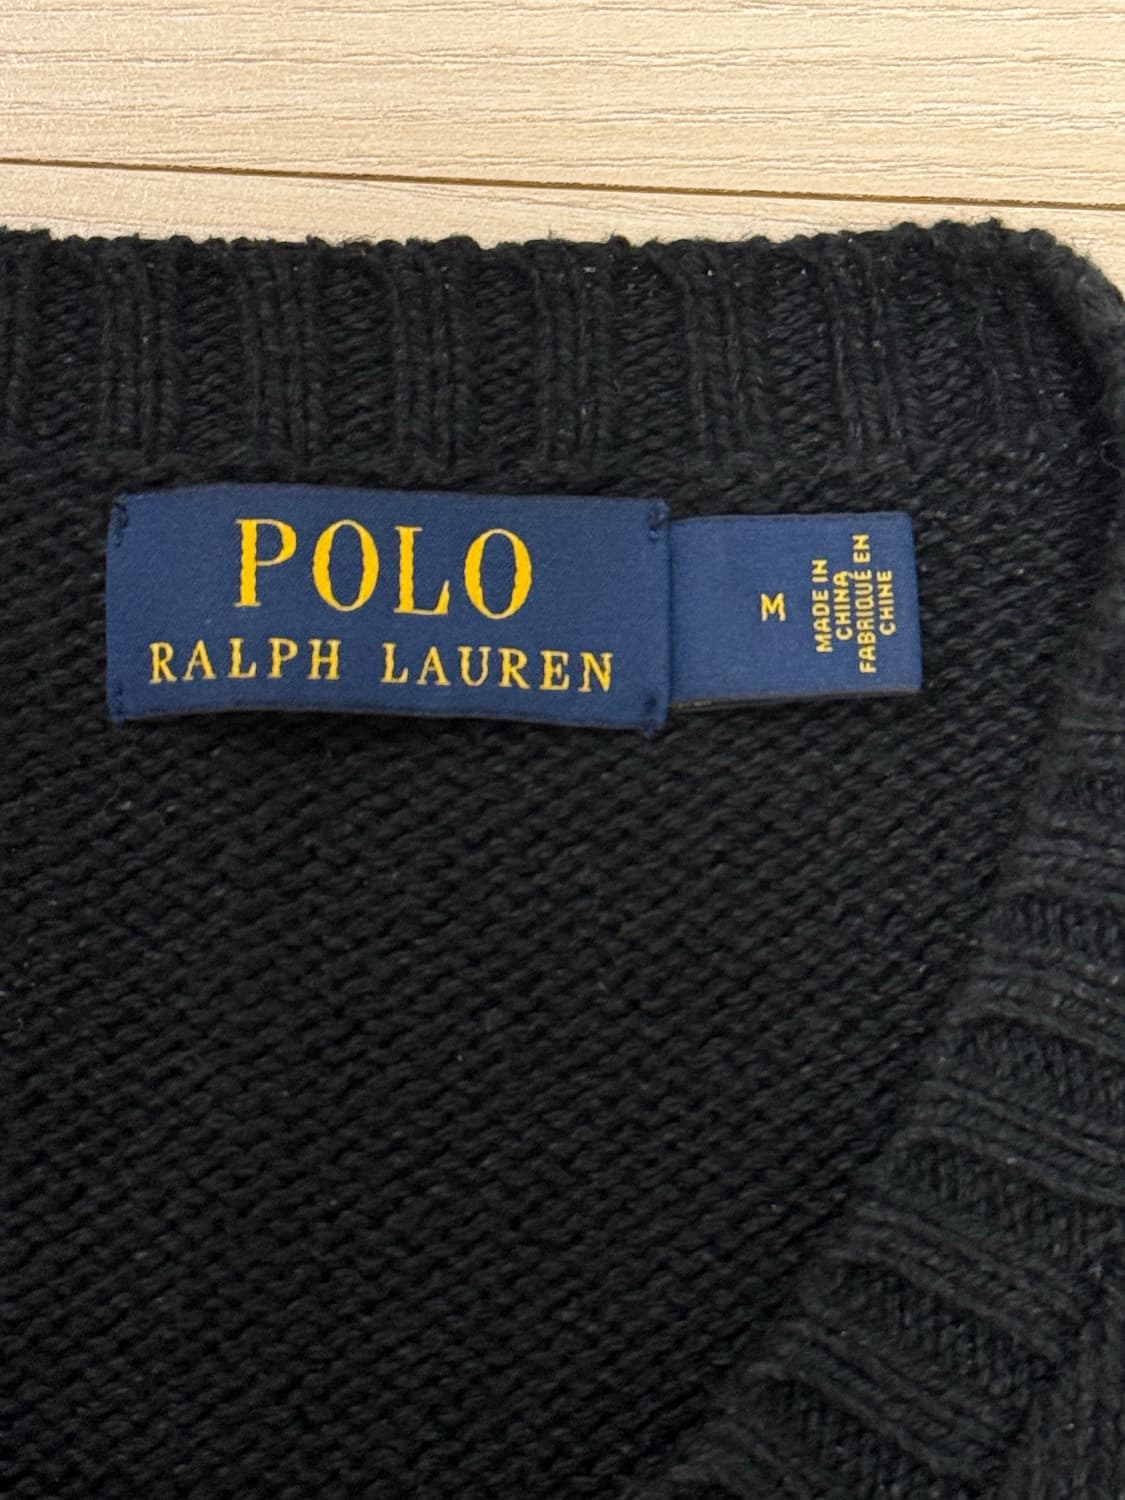 POLO
RALPH LAUREN
M
MADE IN
CHINA
FABRIQUÉ EN
CHINE